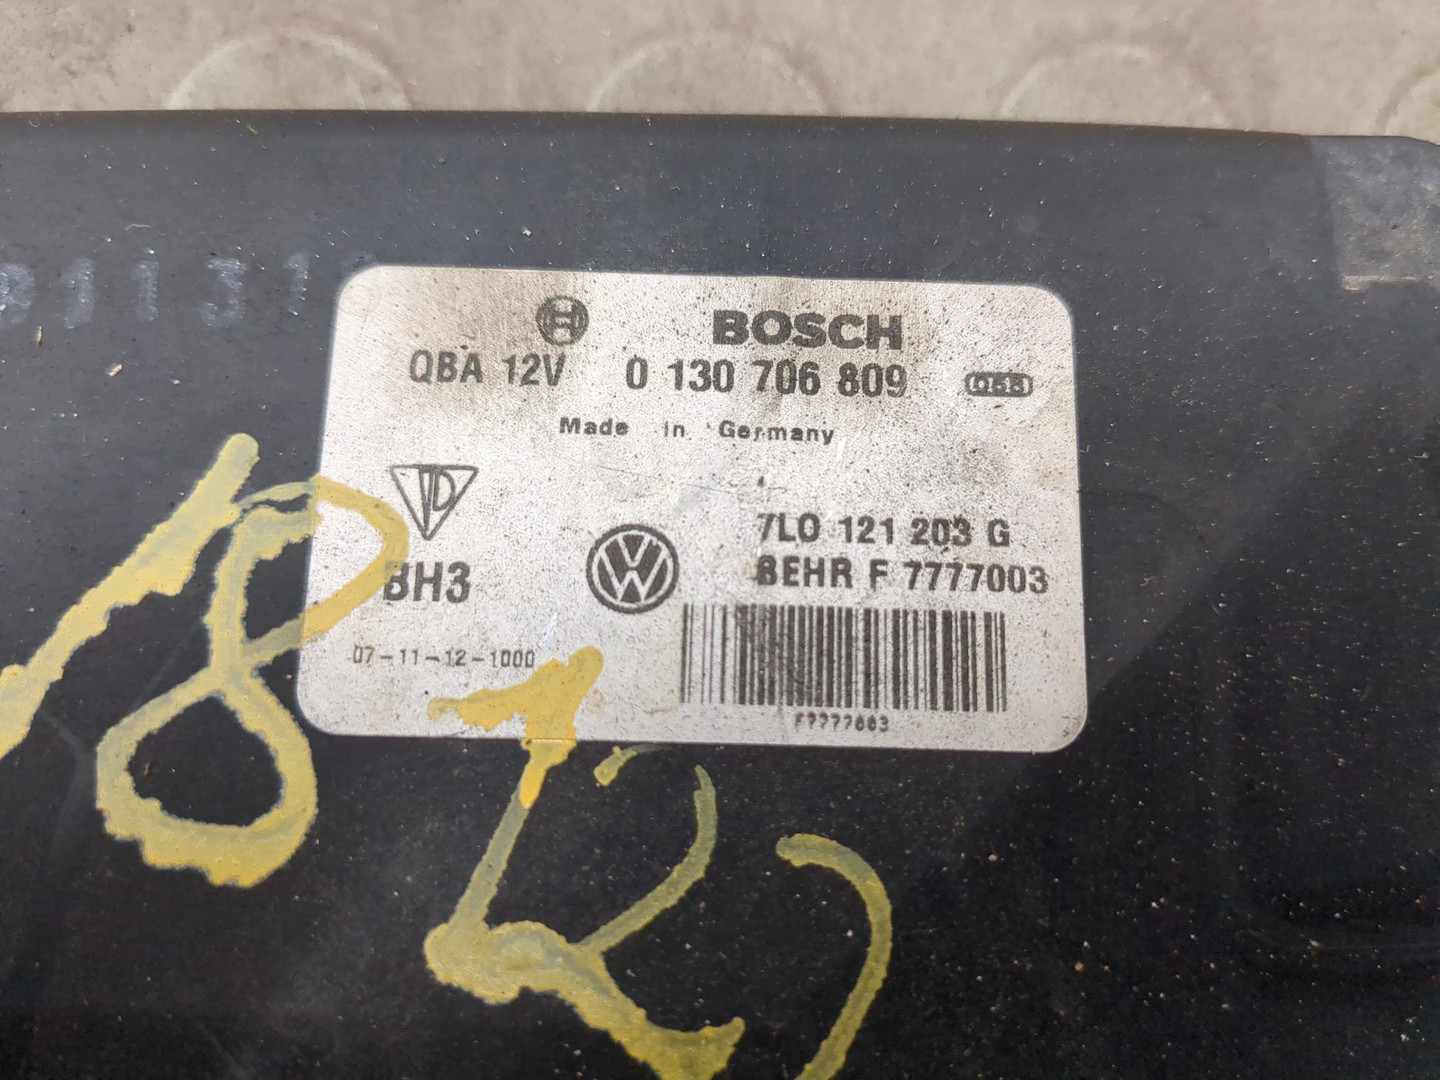 BOSCH
QBA 12V 0 130 706 809
Made in Germany
7L0 121 203 G
BH3
BEHR F 7777003
07-11-12-1000
F7777003
18